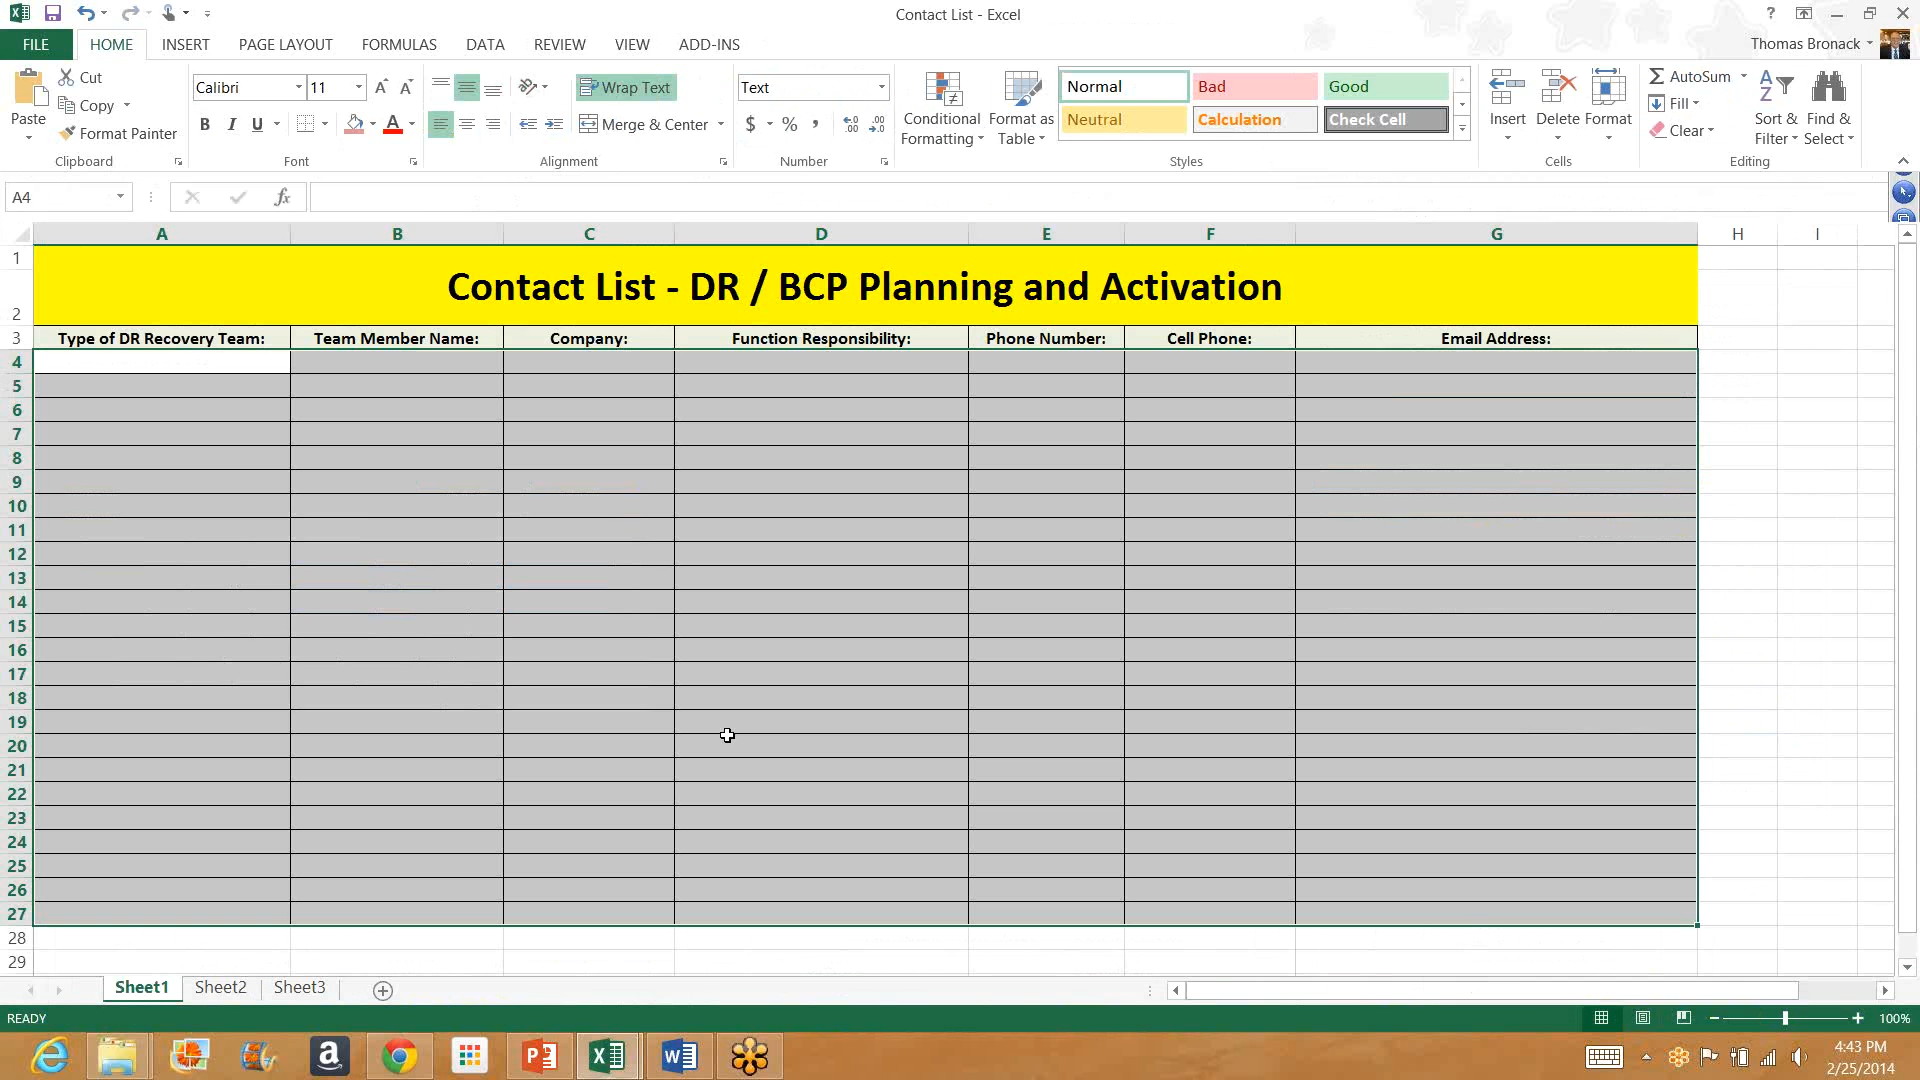 Contact List - Excel
?
FILE HOME INSERT PAGE LAYOUT FORMULAS DATA REVIEW VIEW ADD-INS Thomas Bronack
Paste
Cut
Copy
Format Painter
Clipboard
Calibri 11 A A
B I U A
Font
Wrap Text
Merge & Center
Alignment
Text
$ % , .00 .0
Number
Conditional Formatting
Format as Table
Normal Bad Good
Neutral Calculation Check Cell
Styles
Insert Delete Format
Cells
AutoSum
Fill
Clear
Sort & Filter
Find & Select
Editing
A4 fx
A B C D E F G H I
1
Contact List - DR / BCP Planning and Activation
2
3 Type of DR Recovery Team: Team Member Name: Company: Function Responsibility: Phone Number: Cell Phone: Email Address:
4
5
6
7
8
9
10
11
12
13
14
15
16
17
18
19
20
21
22
23
24
25
26
27
28
29
Sheet1 Sheet2 Sheet3
READY 100%
4:43 PM
2/25/2014